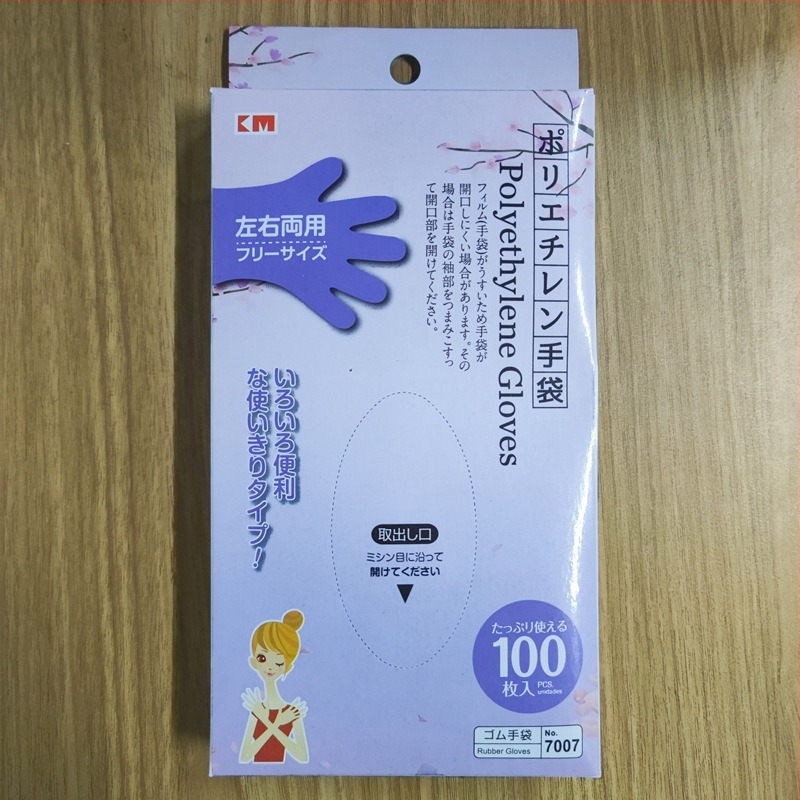 KM
ポリエチレン手袋
Polyethylene Gloves
フィルム(手袋)がうすいため手袋が
開口しにくい場合があります。その
場合は手袋の袖部をつまみこすっ
て開口部を開けてください。
左右両用
フリーサイズ
いろいろ便利
な使いきりタイプ!
取出し口
ミシン目に沿って
開けてください
たっぷり使える
100
枚入 PCS.
unidades
ゴム手袋
Rubber Gloves
No.
7007